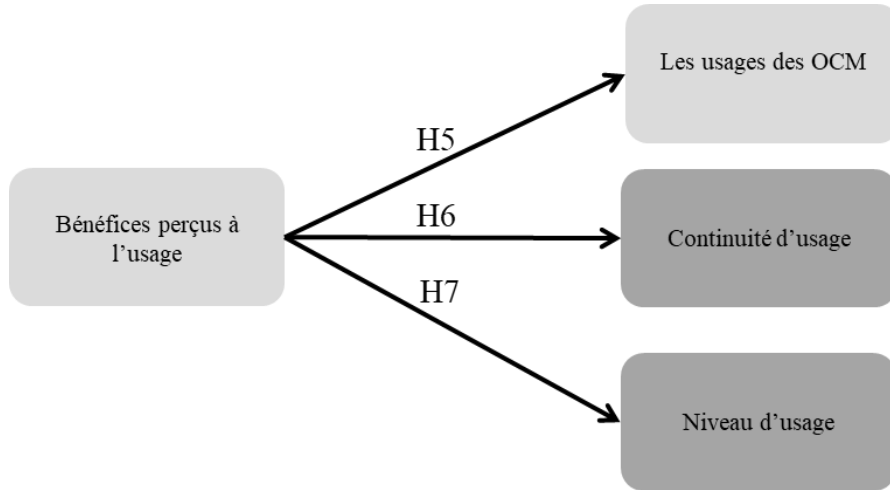 Les usages des OCM
H5
Bénéfices perçus à
l’usage
H6
Continuité d’usage
H7
Niveau d’usage